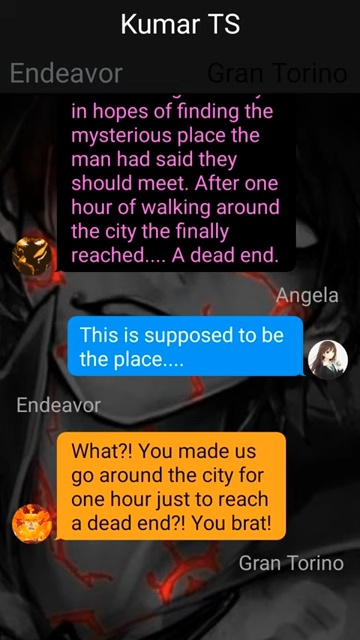 Kumar TS
Endeavor
Gran Torino
in hopes of finding the
mysterious place the
man had said they
should meet. After one
hour of walking around
the city the finally
reached.... A dead end.
Angela
This is supposed to be
the place....
Endeavor
What?! You made us
go around the city for
one hour just to reach
a dead end?! You brat!
Gran Torino